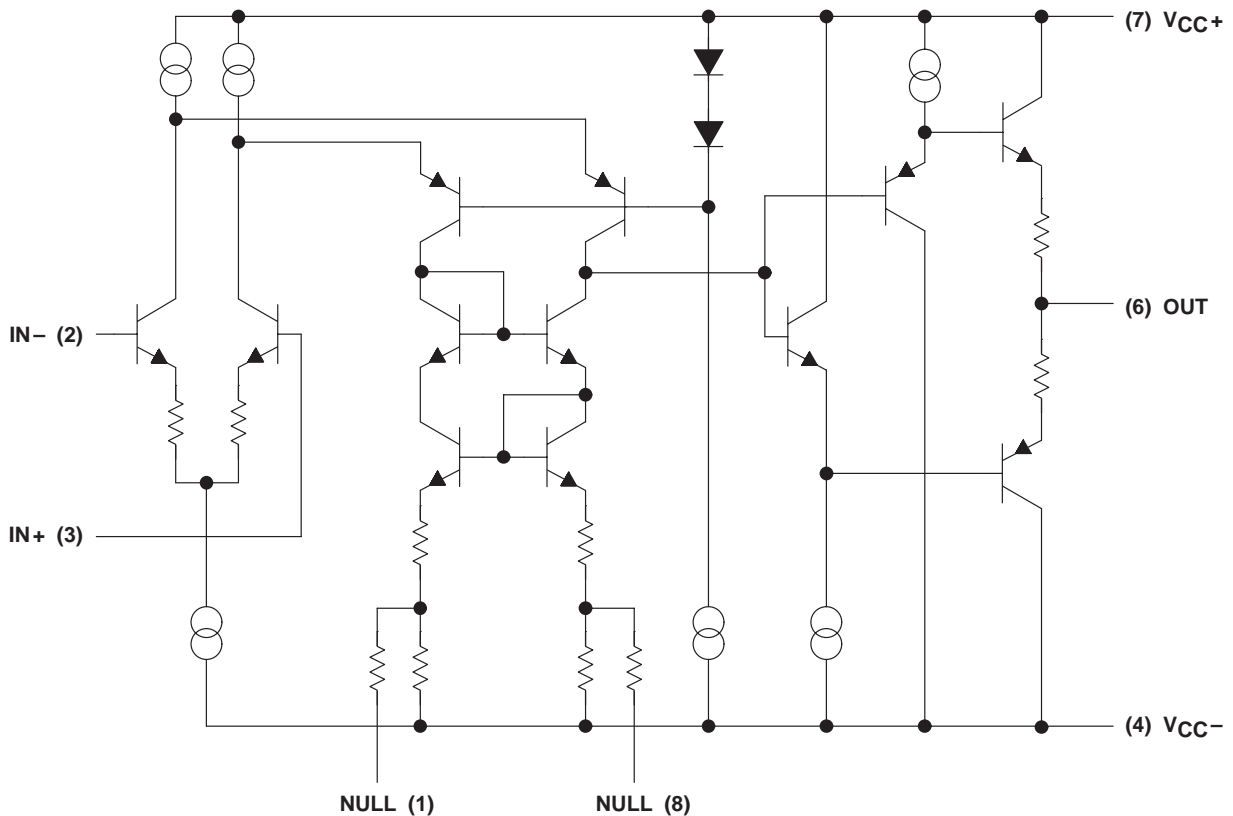 (7) VCC+
IN− (2)
(6) OUT
IN+ (3)
(4) VCC−
NULL (1)
NULL (8)